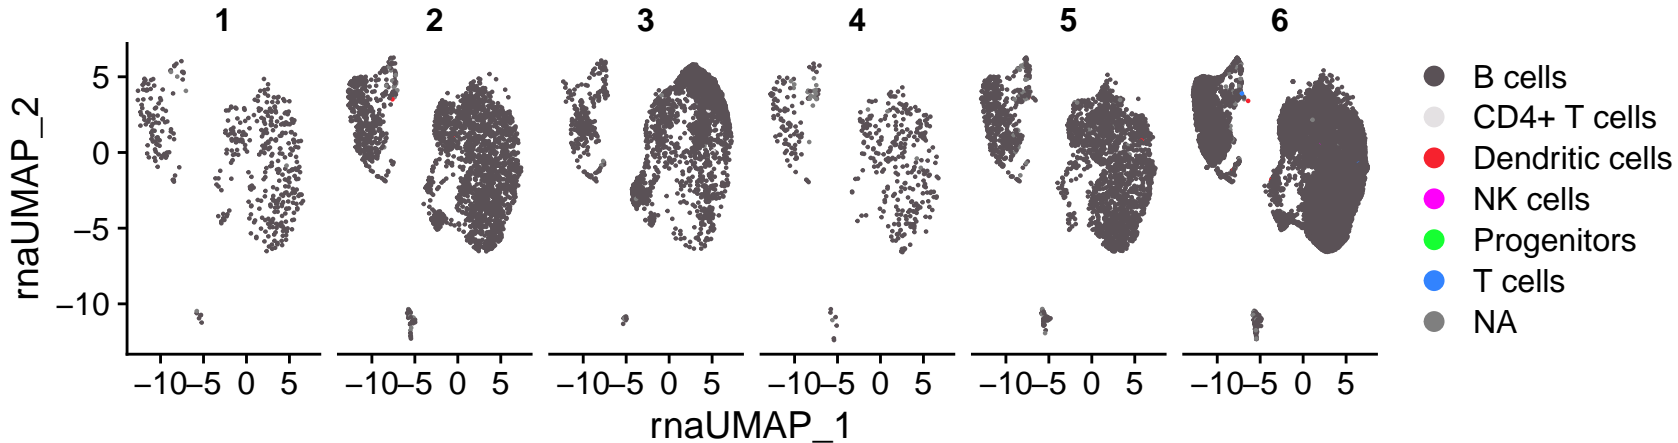 1 2 3 4 5 6
rnaUMAP_2
5
0
−5
−10
−10 −5 0 5 −10 −5 0 5 −10 −5 0 5 −10 −5 0 5 −10 −5 0 5 −10 −5 0 5
rnaUMAP_1
B cells
CD4+ T cells
Dendritic cells
NK cells
Progenitors
T cells
NA